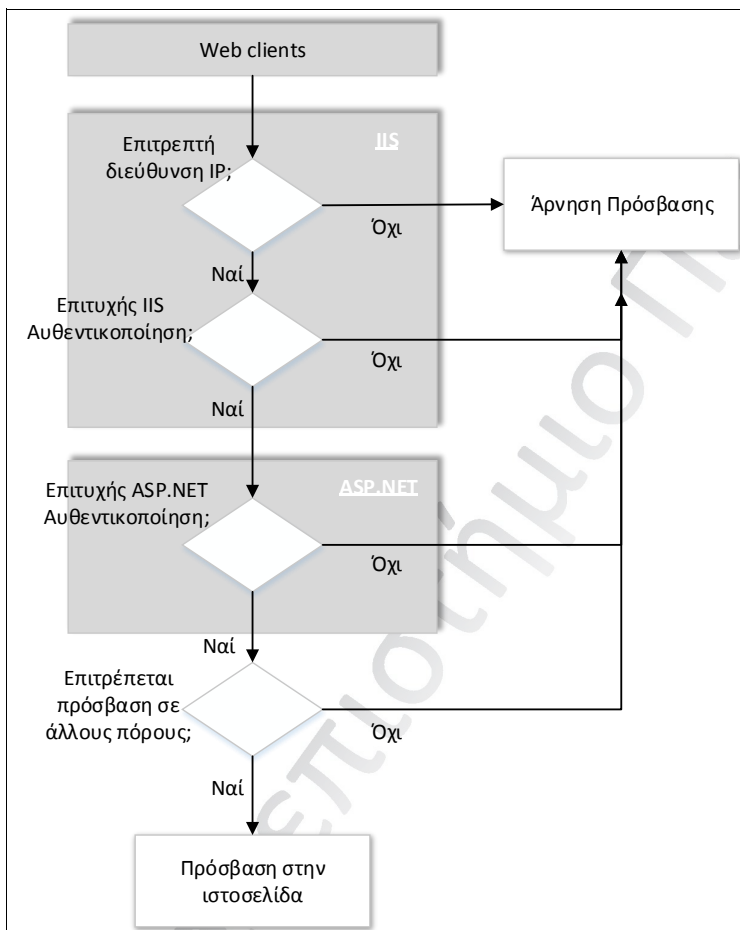 Web clients
IIS
Επιτρεπτή
διεύθυνση IP;
Άρνηση Πρόσβασης
Όχι
Ναί
Επιτυχής IIS
Αυθεντικοποίηση;
Όχι
Ναί
Επιτυχής ASP.NET
Αυθεντικοποίηση;
ASP.NET
Όχι
Ναί
Επιτρέπεται
πρόσβαση σε
άλλους πόρους;
Όχι
Ναί
Πρόσβαση στην
ιστοσελίδα